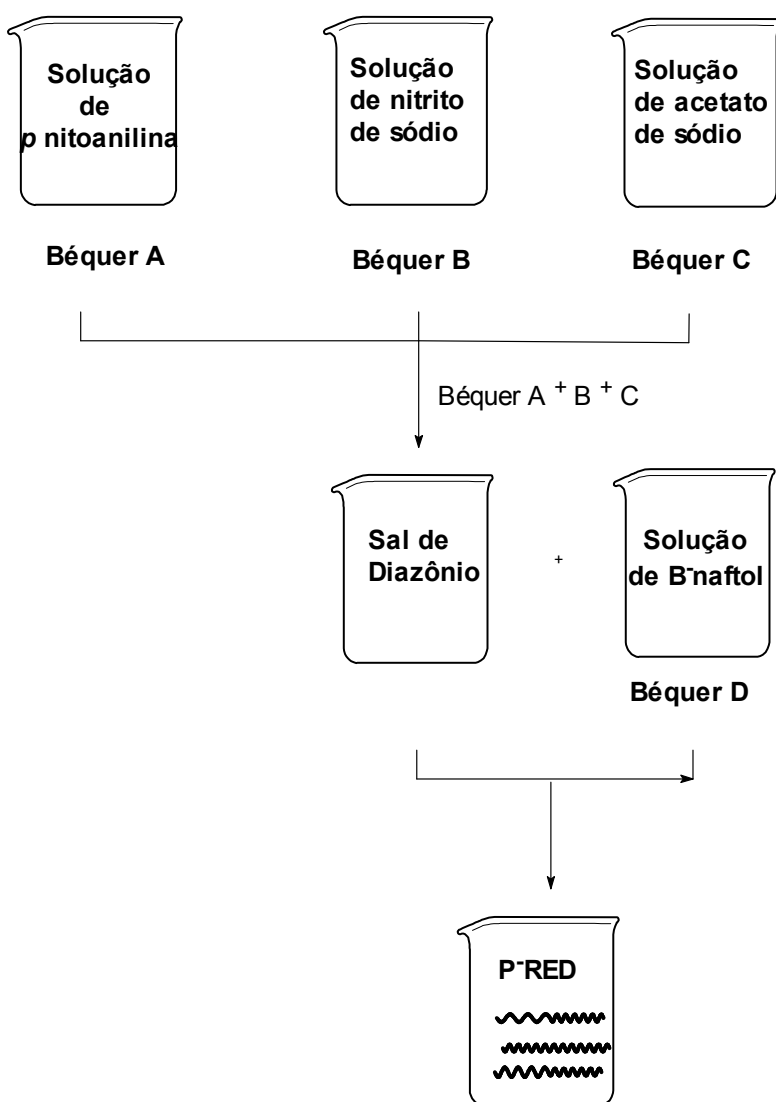 Solução
de
p nitoanilina
Solução
de nitrito
de sódio
Solução
de acetato
de sódio
Béquer A
Béquer B
Béquer C
Béquer A + B + C
Sal de
Diazônio
+
Solução
de B-naftol
Béquer D
P-RED